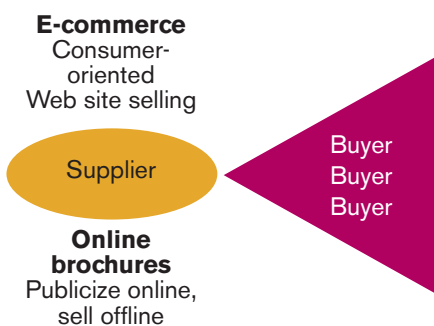 E-commerce
Consumer-
oriented
Web site selling
Supplier
Buyer
Buyer
Buyer
Online
brochures
Publicize online,
sell offline